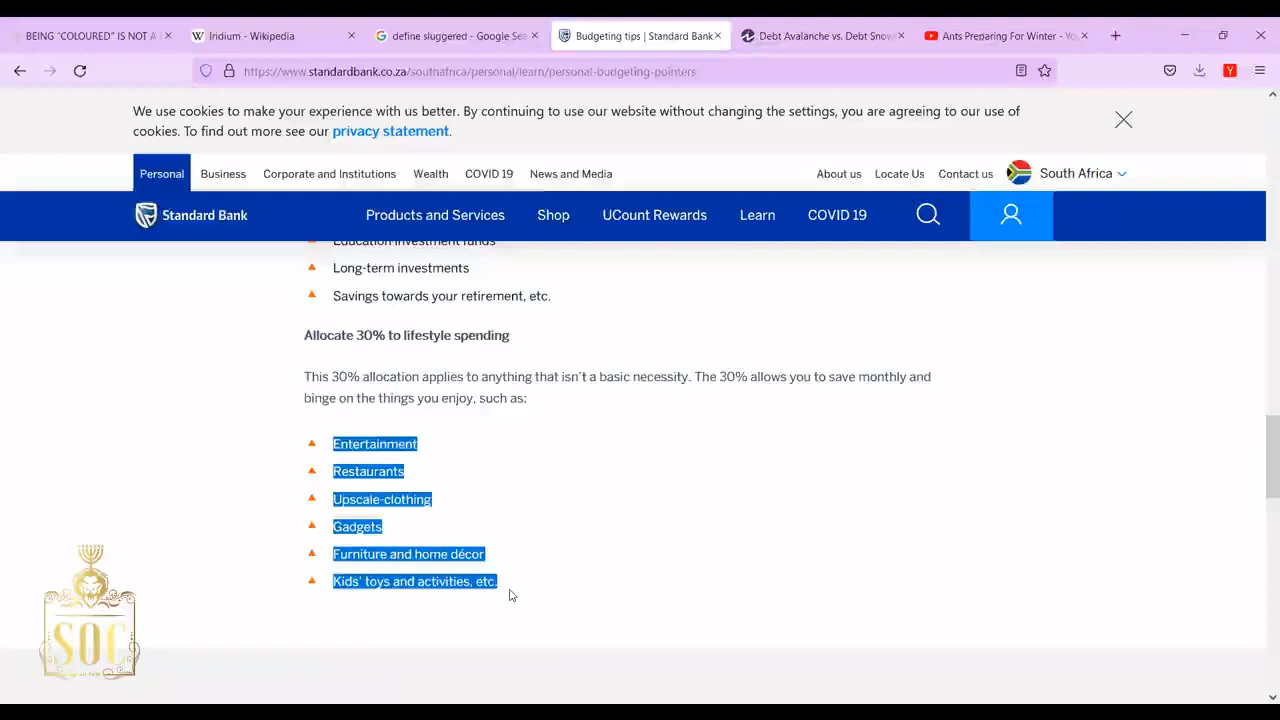 BEING "COLOURED" IS NOT A
Iridium - Wikipedia
define sluggered - Google Sea
Budgeting tips | Standard Bank
Debt Avalanche vs. Debt Snow
Ants Preparing For Winter - Yo
https://www.standardbank.co.za/southafrica/personal/learn/personal-budgeting-pointers
We use cookies to make your experience with us better. By continuing to use our website without changing the settings, you are agreeing to our use of
cookies. To find out more see our privacy statement.
Personal Business Corporate and Institutions Wealth COVID 19 News and Media About us Locate Us Contact us South Africa
Standard Bank Products and Services Shop UCount Rewards Learn COVID 19
Education investment funds
Long-term investments
Savings towards your retirement, etc.
Allocate 30% to lifestyle spending
This 30% allocation applies to anything that isn't a basic necessity. The 30% allows you to save monthly and
binge on the things you enjoy, such as:
Entertainment
Restaurants
Upscale-clothing
Gadgets
Furniture and home décor
Kids' toys and activities, etc.
SOC